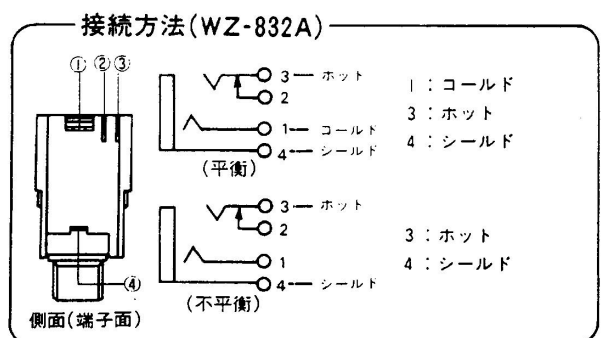 接続方法(WZ-832A)
① ② ③
④
側面(端子面)
3 ― ホット
2
1 ― コールド
4 ― シールド
(平衡)
1：コールド
3：ホット
4：シールド
3 ― ホット
2
1
4 ― シールド
(不平衡)
3：ホット
4：シールド